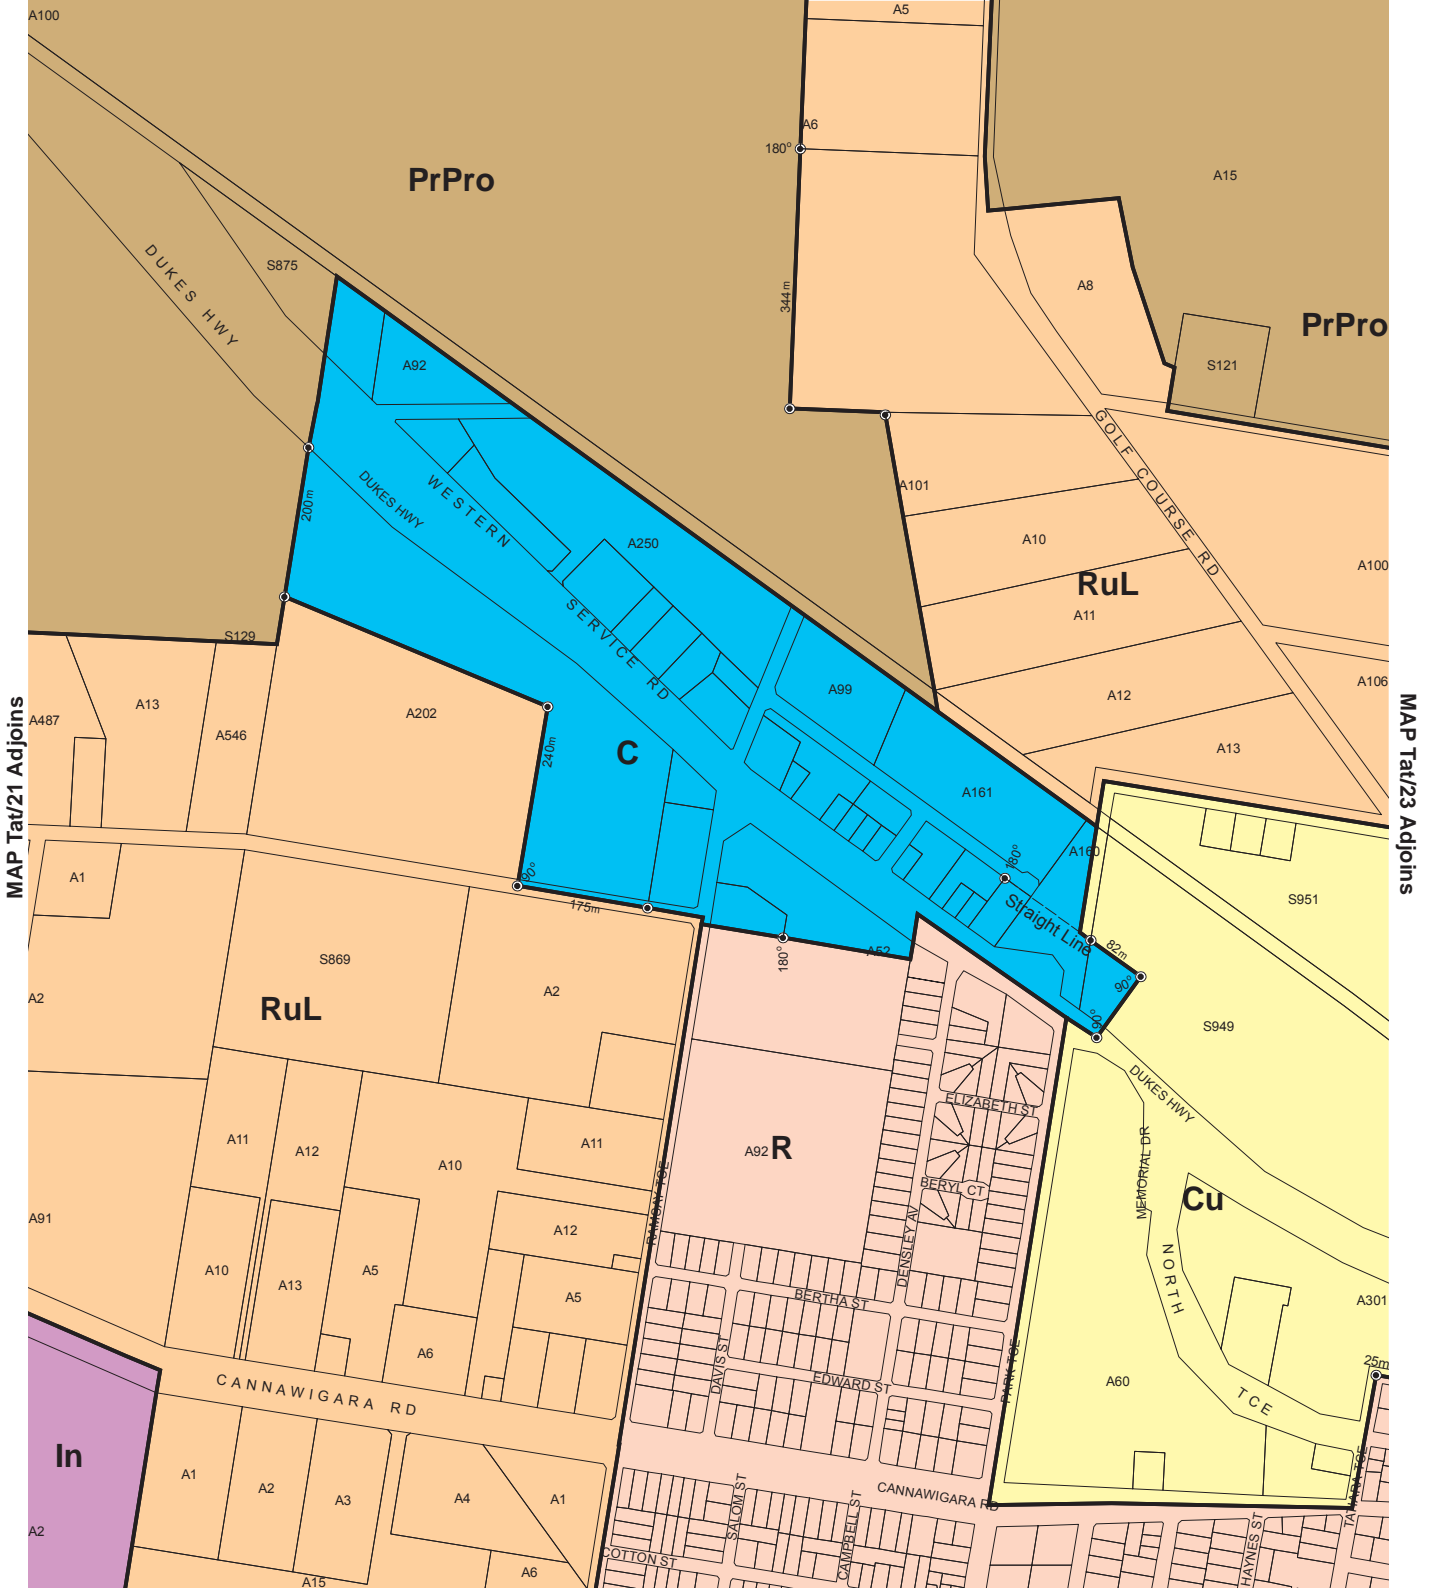 A100
A5
A6
180°
PrPro
A15
S875
DUKES HWY
344m
A8
PrPro
A92
S121
GOLF COURSE RD
A101
200m
DUKES HWY
WESTERN SERVICE RD
A250
A10
A100
RuL
A11
S129
A13
A487
A546
A202
A99
A12
A106
MAP Tat/21 Adjoins
MAP Tat/23 Adjoins
240m
C
A13
A161
A160
180°
90°
A1
175m
S951
Straight Line
82m
180°
A52
90°
S869
A2
A2
RuL
90°
S949
DUKES HWY
ELIZABETH ST
A11
A12
A10
A11
A92
R
MEMORIAL DR
BERYL CT
Cu
A91
RAMSAY TCE
A12
DENSLEY AV
NORTH TCE
A10
A13
A5
A5
BERTHA ST
A301
A6
DAVIS ST
EDWARD ST
PARK TCE
A60
25m
CANNAWIGARA RD
In
A1
A2
A3
A4
A1
CANNAWIGARA RD
SALOM ST
CAMPBELL ST
TATIARA TCE
HAYNES ST
A2
COTTON ST
A6
A15